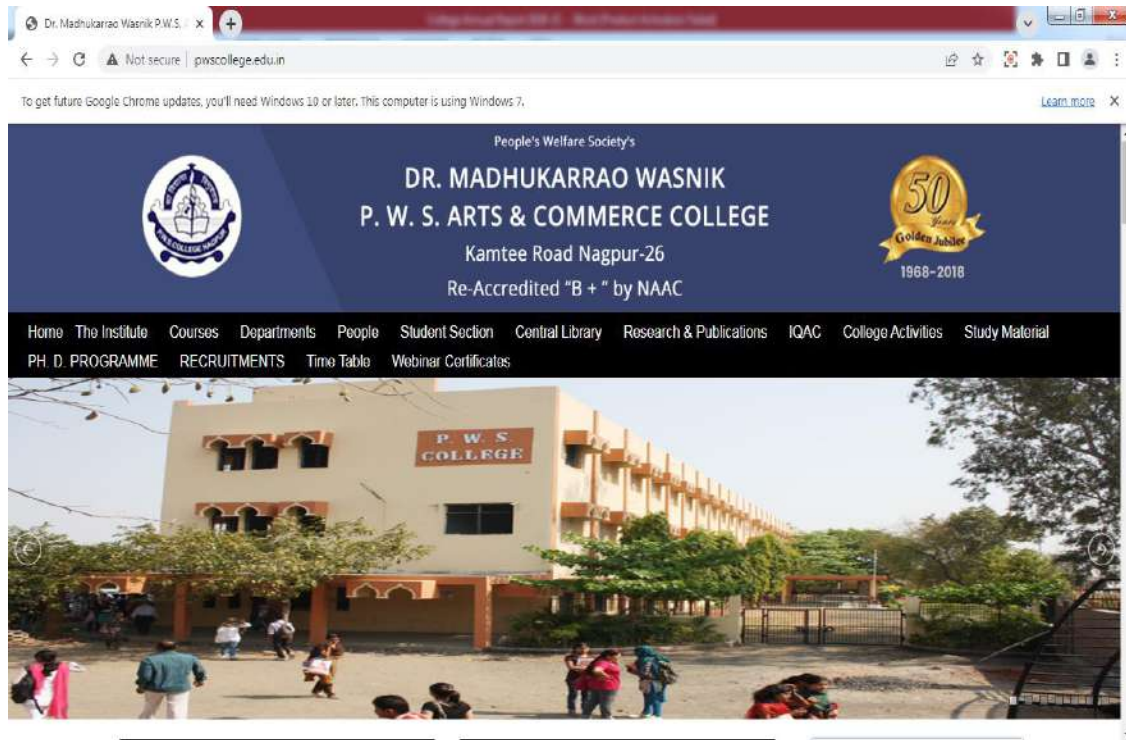 Dr. Madhukarrao Wasnik P.W.S.
Not secure | pwscollege.edu.in
To get future Google Chrome updates, you'll need Windows 10 or later. This computer is using Windows 7.
Learn more
People's Welfare Society's
DR. MADHUKARRAO WASNIK
P. W. S. ARTS & COMMERCE COLLEGE
Kamtee Road Nagpur-26
Re-Accredited "B + " by NAAC
P.W.S.COLLEGE NAGPUR
50
Years
Golden Jubilee
1968-2018
Home The Institute Courses Departments People Student Section Central Library Research & Publications IQAC College Activities Study Material
PH. D. PROGRAMME RECRUITMENTS Time Table Webinar Certificates
P. W. S.
COLLEGE